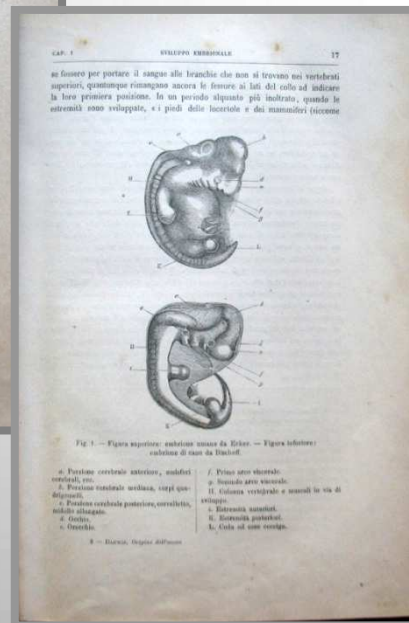 CAP. I SVILUPPO EMBRIONALE 17
se fossero per portare il sangue alle branchie che non si trovano nei vertebrati
superiori, quantunque rimangano ancora le fessure ai lati del collo ad indicare
la loro primiera posizione. In un periodo alquanto più inoltrato, quando le
estremità sono sviluppate, « i piedi delle lucertole e dei mammiferi (siccome
Fig. 1. — Figura superiore: embrione umano da Ecker. — Figura inferiore:
embrione di cane da Bischoff.
a. Porzione cerebrale anteriore, emisferi
cerebrali, ecc.
b. Porzione cerebrale mediana, corpi qua-
drigemelli.
c. Porzione cerebrale posteriore, cervelletto,
midollo allungato.
d. Occhio.
e. Orecchio.
f. Primo arco viscerale.
g. Secondo arco viscerale.
H. Colonna vertebrale e muscoli in via di
sviluppo.
i. Estremità anteriori.
K. Estremità posteriori.
L. Coda od osso coccige.
— Darwin, Origine dell'uomo